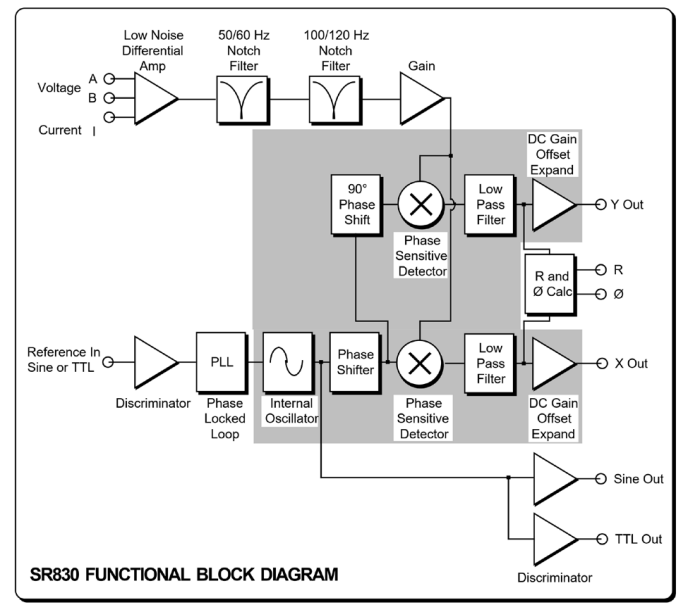 Low Noise
Differential
Amp
50/60 Hz
Notch
Filter
100/120 Hz
Notch
Filter
Gain
Voltage
A
B
Current
I
DC Gain
Offset
Expand
90°
Phase
Shift
Low
Pass
Filter
Y Out
Phase
Sensitive
Detector
R and
Ø Calc
R
Ø
Reference In
Sine or TTL
PLL
Phase
Shifter
Low
Pass
Filter
X Out
Discriminator
Phase
Locked
Loop
Internal
Oscillator
Phase
Sensitive
Detector
DC Gain
Offset
Expand
Sine Out
TTL Out
Discriminator
SR830 FUNCTIONAL BLOCK DIAGRAM